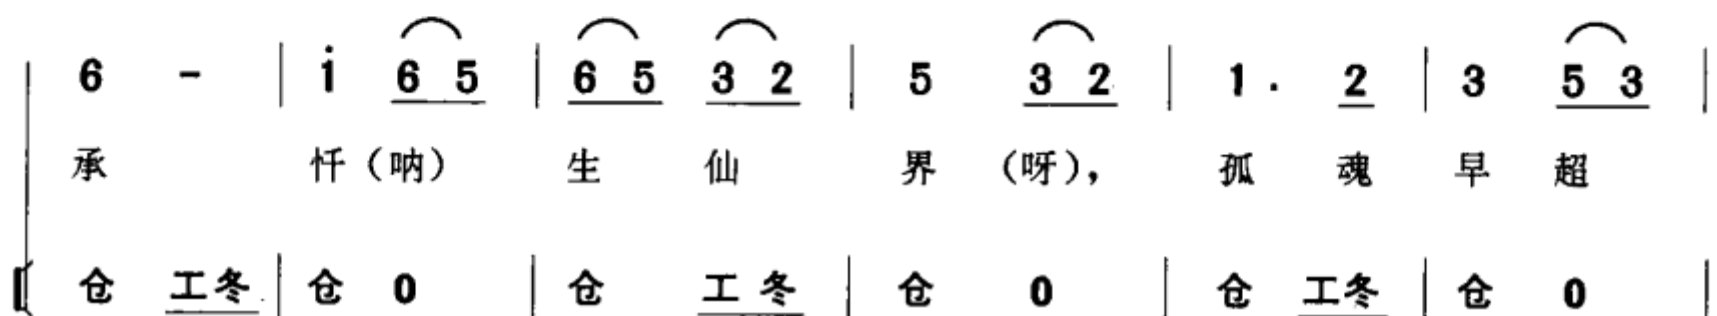 6 - | i̇ 6 5 | 6 5 3 2 | 5 3 2 | 1 . 2 | 3 5 3 |
承 忏（呐） 生 仙 界 （呀）， 孤 魂 早 超
仓 工冬 | 仓 0 | 仓 工冬 | 仓 0 | 仓 工冬 | 仓 0 |